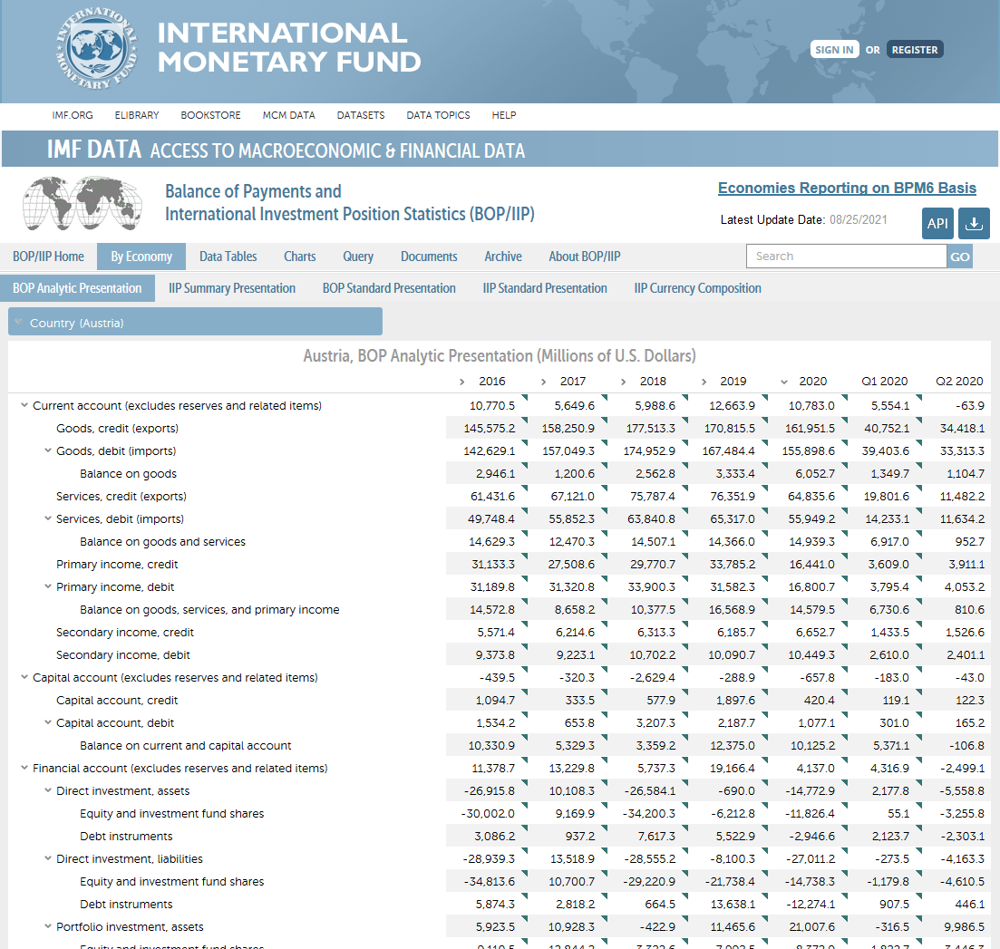 INTERNATIONAL MONETARY FUND
INTERNATIONAL
MONETARY FUND
SIGN IN OR REGISTER
IMF.ORG ELIBRARY BOOKSTORE MCM DATA DATASETS DATA TOPICS HELP
IMF DATA ACCESS TO MACROECONOMIC & FINANCIAL DATA
Balance of Payments and
International Investment Position Statistics (BOP/IIP)
Economies Reporting on BPM6 Basis
Latest Update Date: 08/25/2021
API
BOP/IIP Home By Economy Data Tables Charts Query Documents Archive About BOP/IIP Search GO
BOP Analytic Presentation IIP Summary Presentation BOP Standard Presentation IIP Standard Presentation IIP Currency Composition
Country (Austria)
Austria, BOP Analytic Presentation (Millions of U.S. Dollars)
2016 2017 2018 2019 2020 Q1 2020 Q2 2020
Current account (excludes reserves and related items) 10,770.5 5,649.6 5,988.6 12,663.9 10,783.0 5,554.1 -63.9
Goods, credit (exports) 145,575.2 158,250.9 177,513.3 170,815.5 161,951.5 40,752.1 34,418.1
Goods, debit (imports) 142,629.1 157,049.3 174,952.9 167,484.4 155,898.6 39,403.6 33,313.3
Balance on goods 2,946.1 1,200.6 2,562.8 3,333.4 6,052.7 1,349.7 1,104.7
Services, credit (exports) 61,431.6 67,121.0 75,787.4 76,351.9 64,835.6 19,801.6 11,482.2
Services, debit (imports) 49,748.4 55,852.3 63,840.8 65,317.0 55,949.2 14,233.1 11,634.2
Balance on goods and services 14,629.3 12,470.3 14,507.1 14,366.0 14,939.3 6,917.0 952.7
Primary income, credit 31,133.3 27,508.6 29,770.7 33,785.2 16,441.0 3,609.0 3,911.1
Primary income, debit 31,189.8 31,320.8 33,900.3 31,582.3 16,800.7 3,795.4 4,053.2
Balance on goods, services, and primary income 14,572.8 8,658.2 10,377.5 16,568.9 14,579.5 6,730.6 810.6
Secondary income, credit 5,571.4 6,214.6 6,313.3 6,185.7 6,652.7 1,433.5 1,526.6
Secondary income, debit 9,373.8 9,223.1 10,702.2 10,090.7 10,449.3 2,610.0 2,401.1
Capital account (excludes reserves and related items) -439.5 -320.3 -2,629.4 -288.9 -657.8 -183.0 -43.0
Capital account, credit 1,094.7 333.5 577.9 1,897.6 420.4 119.1 122.3
Capital account, debit 1,534.2 653.8 3,207.3 2,187.7 1,077.1 301.0 165.2
Balance on current and capital account 10,330.9 5,329.3 3,359.2 12,375.0 10,125.2 5,371.1 -106.8
Financial account (excludes reserves and related items) 11,378.7 13,229.8 5,737.3 19,166.4 4,137.0 4,316.9 -2,499.1
Direct investment, assets -26,915.8 10,108.3 -26,584.1 -690.0 -14,772.9 2,177.8 -5,558.8
Equity and investment fund shares -30,002.0 9,169.9 -34,200.3 -6,212.8 -11,826.4 55.1 -3,255.8
Debt instruments 3,086.2 937.2 7,617.3 5,522.9 -2,946.6 2,123.7 -2,303.1
Direct investment, liabilities -28,939.3 13,518.9 -28,555.2 -8,100.3 -27,011.2 -273.5 -4,163.3
Equity and investment fund shares -34,813.6 10,700.7 -29,220.9 -21,738.4 -14,738.3 -1,179.8 -4,610.5
Debt instruments 5,874.3 2,818.2 664.5 13,638.1 -12,274.1 907.5 446.1
Portfolio investment, assets 5,923.5 10,928.3 -422.9 11,465.6 21,007.6 -316.5 9,986.5
Equity and investment fund shares